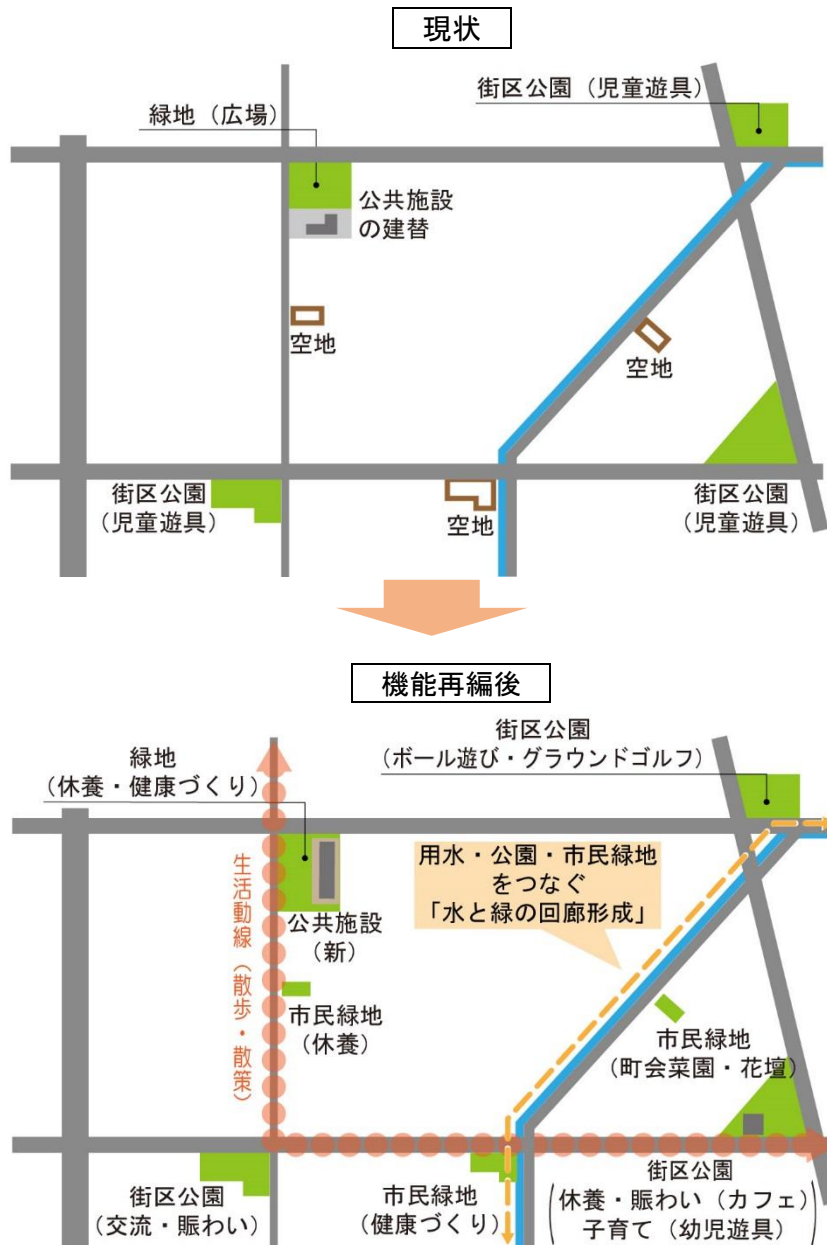 現状
街区公園(児童遊具)
緑地(広場)
公共施設
の建替
空地
空地
街区公園
(児童遊具)
空地
街区公園
(児童遊具)
機能再編後
街区公園
(ボール遊び・グラウンドゴルフ)
緑地
(休養・健康づくり)
用水・公園・市民緑地
をつなぐ
「水と緑の回廊形成」
生活動線(散歩・散策)
公共施設
(新)
市民緑地
(休養)
市民緑地
(町会菜園・花壇)
街区公園
(交流・賑わい)
市民緑地
(健康づくり)
街区公園
(休養・賑わい(カフェ)
子育て(幼児遊具))